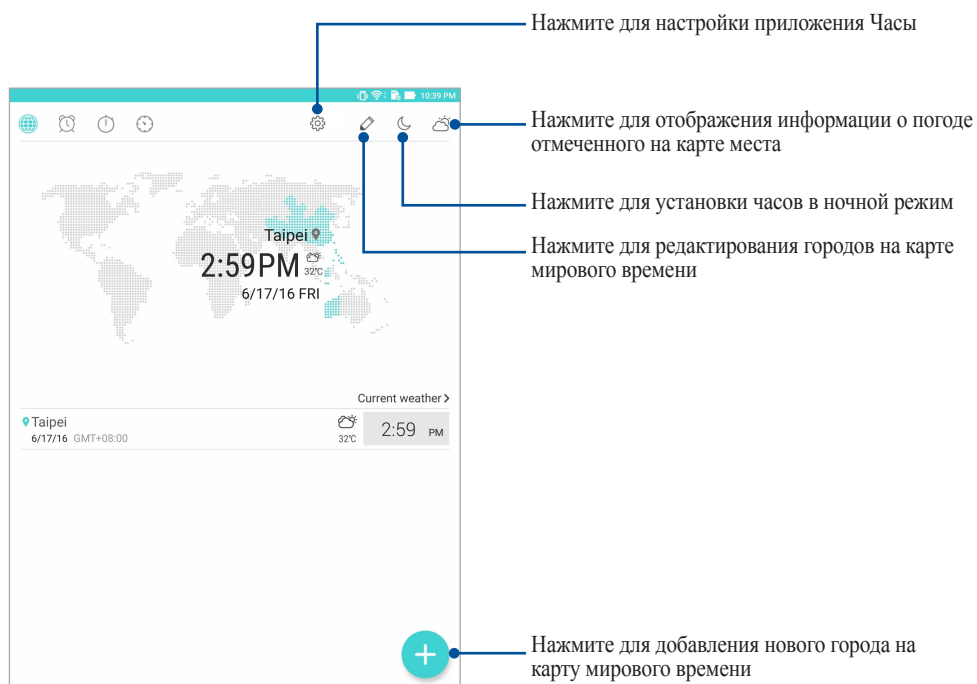 Нажмите для настройки приложения Часы
10:39 PM
Нажмите для отображения информации о погоде
отмеченного на карте места
Нажмите для установки часов в ночной режим
Нажмите для редактирования городов на карте
мирового времени
Taipei
2:59PM
32°C
6/17/16 FRI
Current weather >
Taipei
6/17/16 GMT+08:00
32°C
2:59 PM
Нажмите для добавления нового города на
карту мирового времени